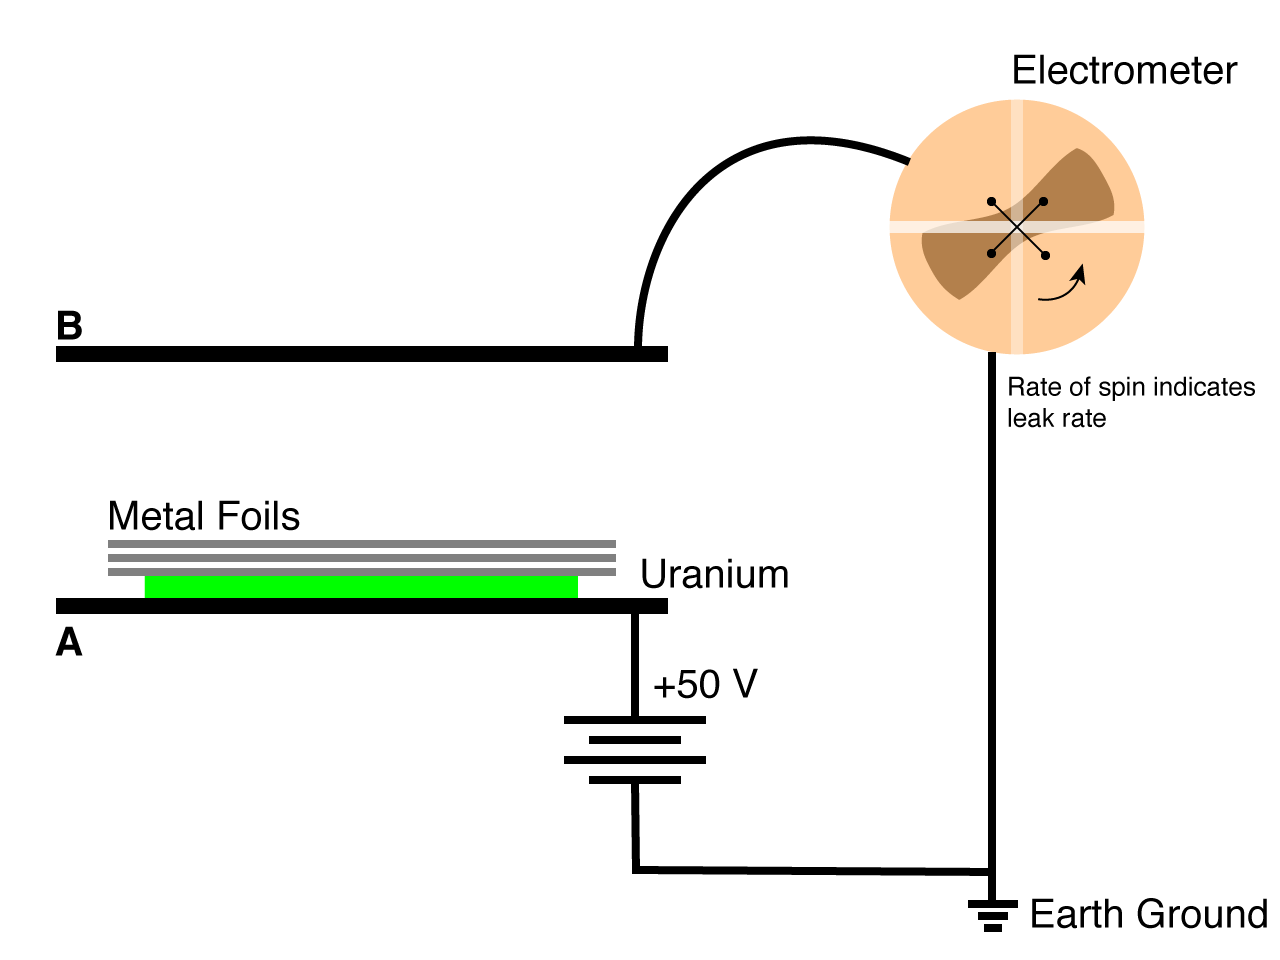 Electrometer
B
Rate of spin indicates
leak rate
Metal Foils
Uranium
A
+50 V
Earth Ground